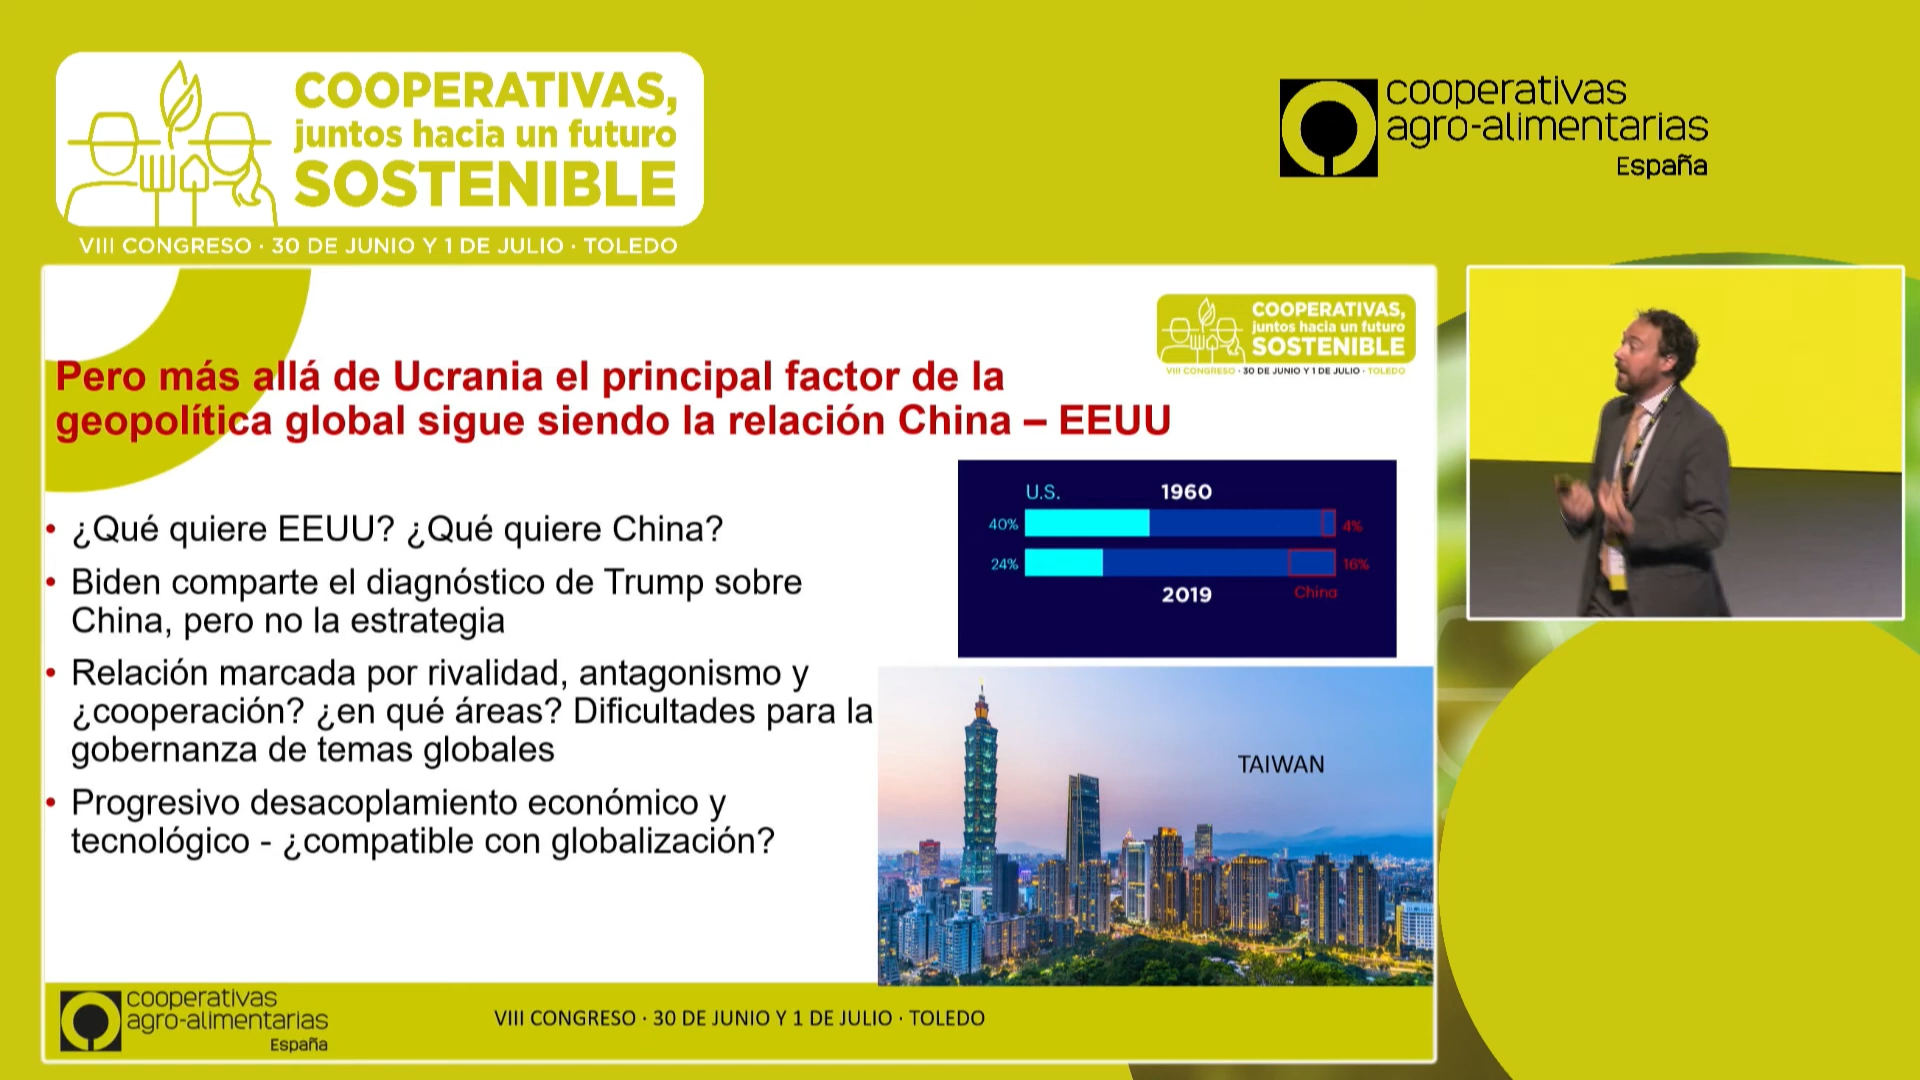 COOPERATIVAS,
juntos hacia un futuro
SOSTENIBLE
VIII CONGRESO · 30 DE JUNIO Y 1 DE JULIO · TOLEDO
cooperativas
agro-alimentarias
España
COOPERATIVAS,
juntos hacia un futuro
SOSTENIBLE
VIII CONGRESO · 30 DE JUNIO Y 1 DE JULIO · TOLEDO
Pero más allá de Ucrania el principal factor de la
geopolítica global sigue siendo la relación China – EEUU
• ¿Qué quiere EEUU? ¿Qué quiere China?
• Biden comparte el diagnóstico de Trump sobre
China, pero no la estrategia
• Relación marcada por rivalidad, antagonismo y
¿cooperación? ¿en qué áreas? Dificultades para la
gobernanza de temas globales
• Progresivo desacoplamiento económico y
tecnológico - ¿compatible con globalización?
U.S. 1960
40% 4%
24% 16%
2019 China
TAIWAN
cooperativas
agro-alimentarias
España
VIII CONGRESO · 30 DE JUNIO Y 1 DE JULIO · TOLEDO